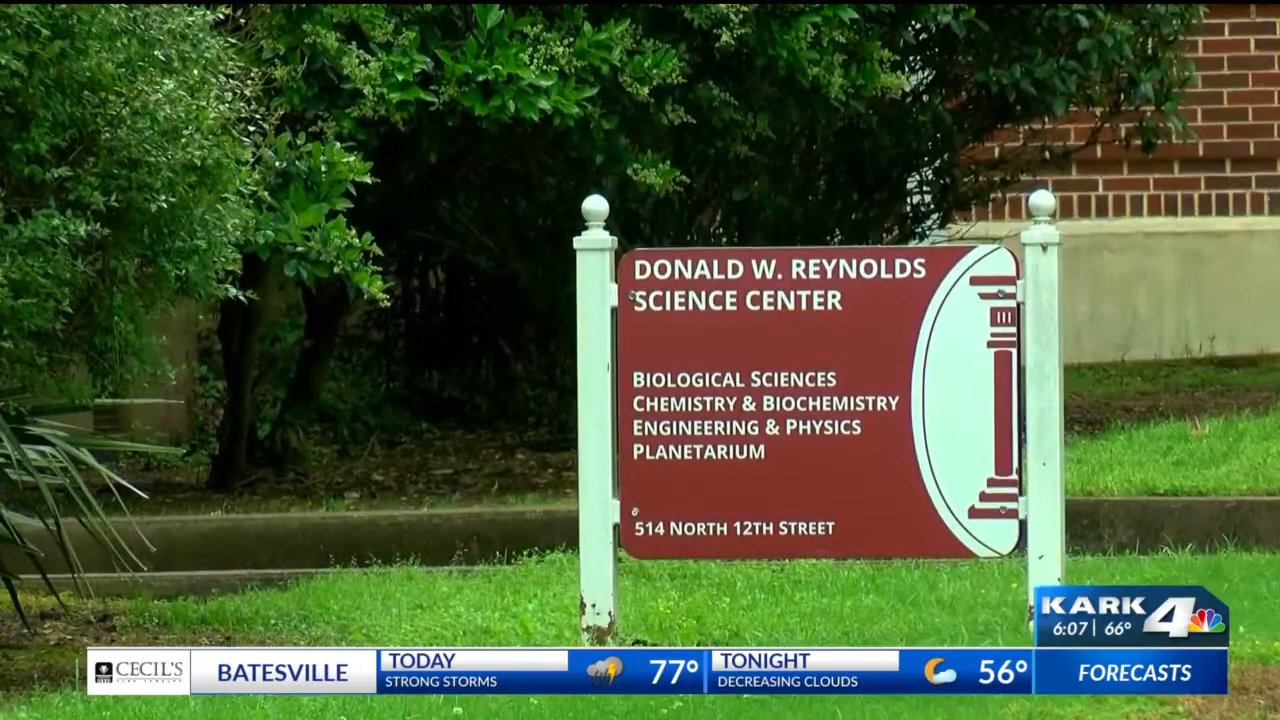 DONALD W. REYNOLDS
SCIENCE CENTER
BIOLOGICAL SCIENCES
CHEMISTRY & BIOCHEMISTRY
ENGINEERING & PHYSICS
PLANETARIUM
514 NORTH 12TH STREET
KARK 4
6:07 | 66°
CECIL'S
BATESVILLE
TODAY
STRONG STORMS
77°
TONIGHT
DECREASING CLOUDS
56°
FORECASTS